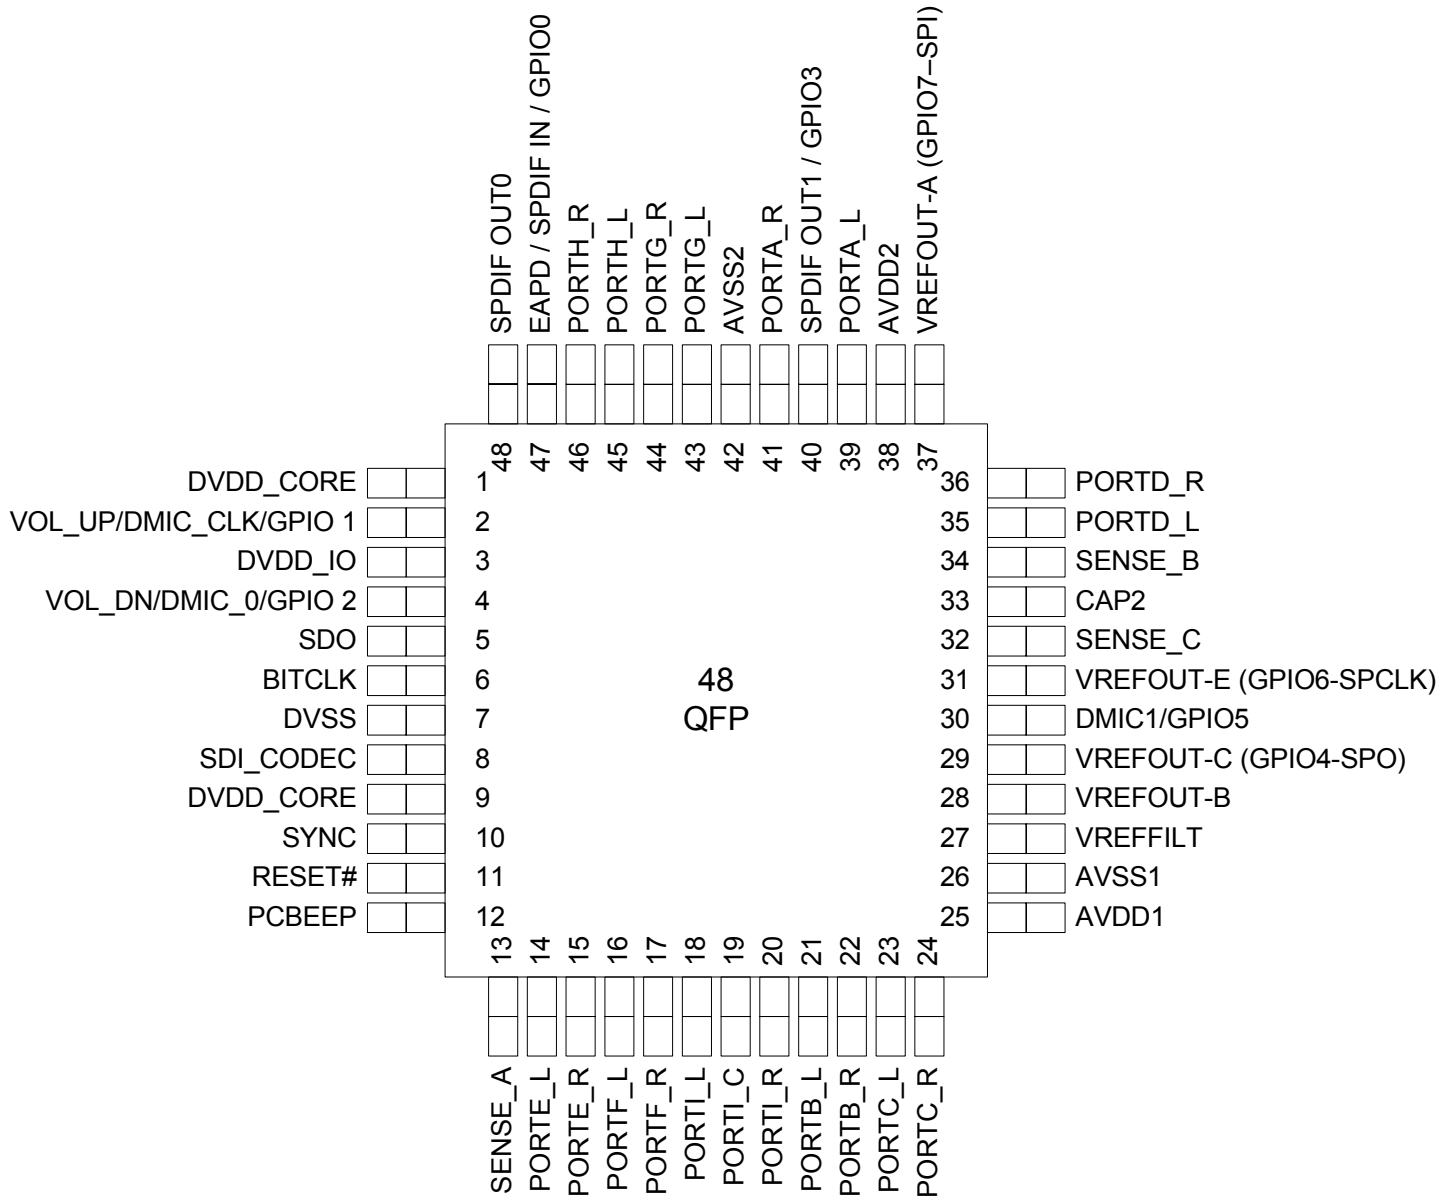 SPDIF OUT0
EAPD / SPDIF IN / GPIO0
PORTH_R
PORTH_L
PORTG_R
PORTG_L
AVSS2
PORTA_R
SPDIF OUT1 / GPIO3
PORTA_L
AVDD2
VREFOUT-A (GPIO7–SPI)
48
47
46
45
44
43
42
41
40
39
38
37
DVDD_CORE 1
VOL_UP/DMIC_CLK/GPIO 1 2
DVDD_IO 3
VOL_DN/DMIC_0/GPIO 2 4
SDO 5
BITCLK 6
DVSS 7
SDI_CODEC 8
DVDD_CORE 9
SYNC 10
RESET# 11
PCBEEP 12
48
QFP
36 PORTD_R
35 PORTD_L
34 SENSE_B
33 CAP2
32 SENSE_C
31 VREFOUT-E (GPIO6-SPCLK)
30 DMIC1/GPIO5
29 VREFOUT-C (GPIO4-SPO)
28 VREFOUT-B
27 VREFFILT
26 AVSS1
25 AVDD1
13
14
15
16
17
18
19
20
21
22
23
24
SENSE_A
PORTE_L
PORTE_R
PORTF_L
PORTF_R
PORTI_L
PORTI_C
PORTI_R
PORTB_L
PORTB_R
PORTC_L
PORTC_R